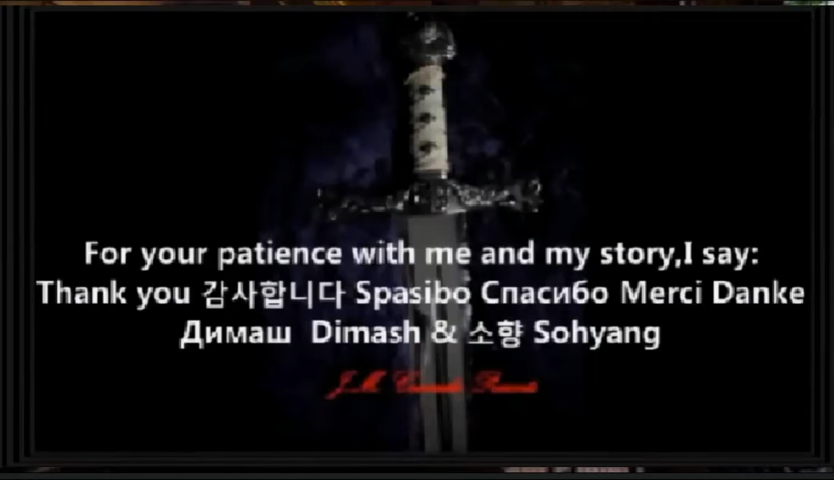 For your patience with me and my story,I say:
Thank you 감사합니다 Spasibo Спасибо Merci Danke
Димаш Dimash & 소향 Sohyang